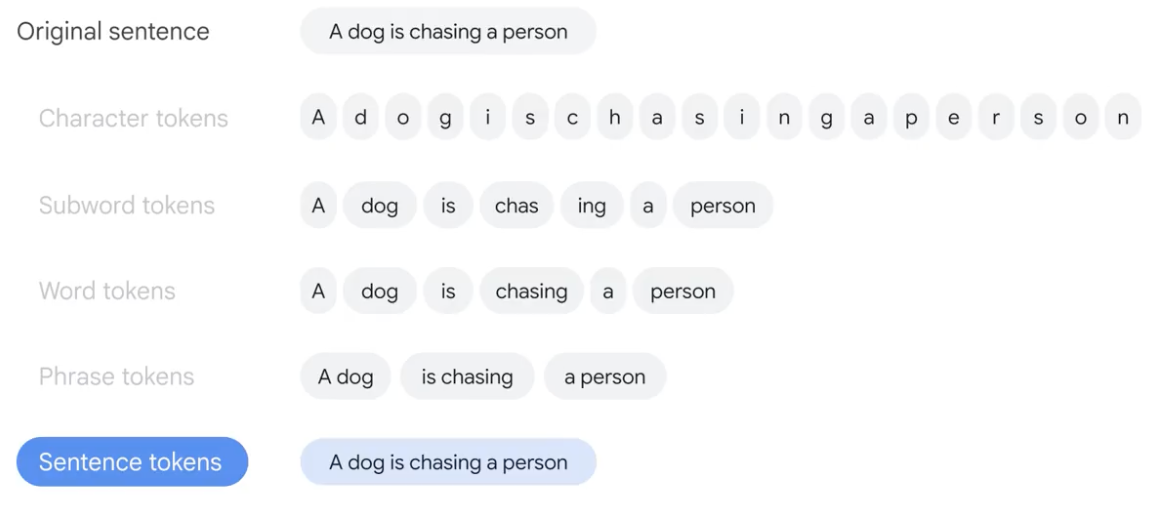 Original sentence A dog is chasing a person
Character tokens A d o g i s c h a s i n g a p e r s o n
Subword tokens A dog is chas ing a person
Word tokens A dog is chasing a person
Phrase tokens A dog is chasing a person
Sentence tokens A dog is chasing a person